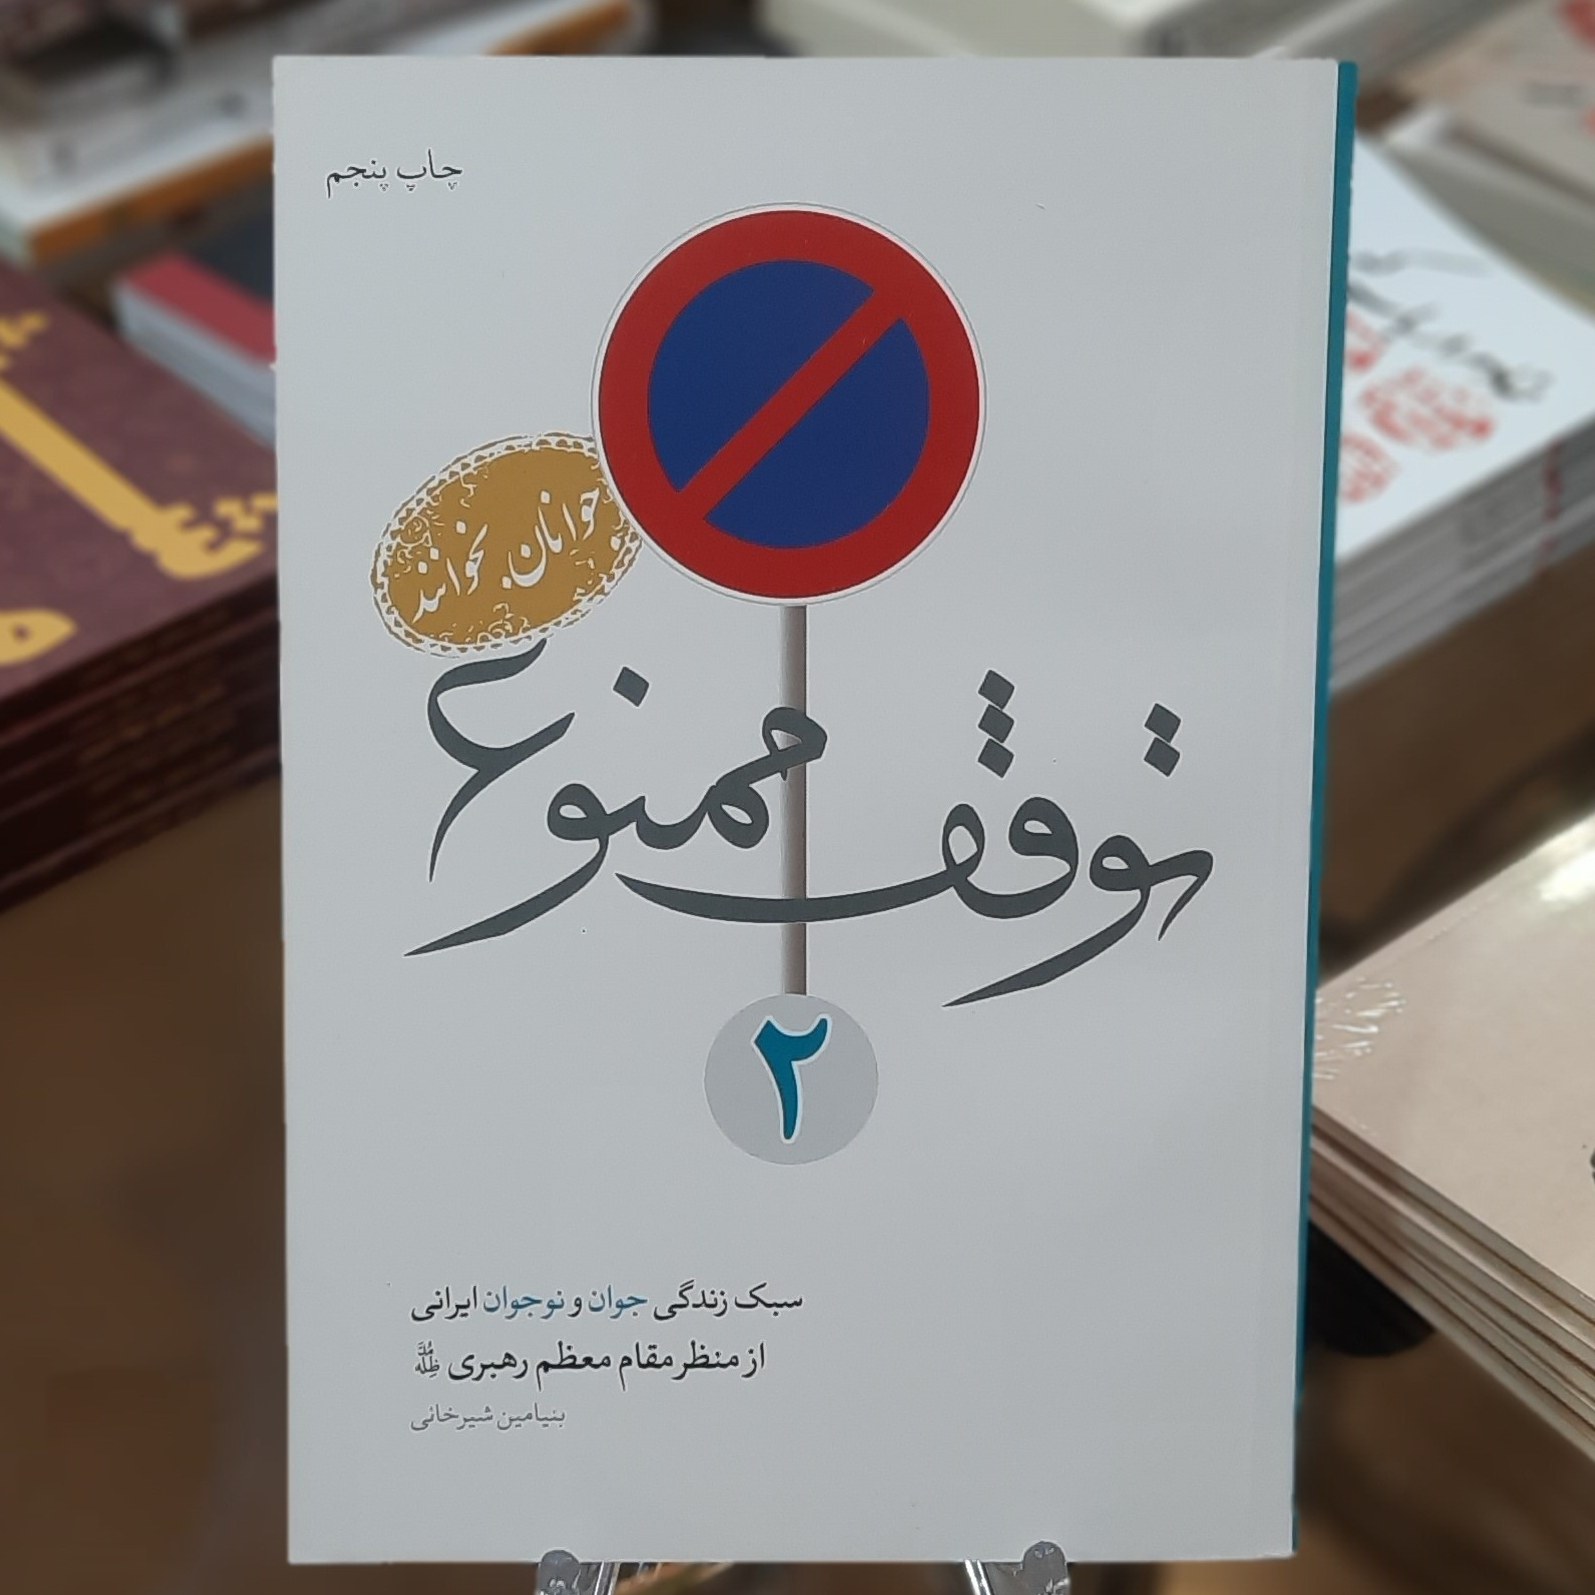 چاپ پنجم
جوانان بخوانند
توقف ممنوع
۲
سبک زندگی جوان و نوجوان ایرانی
از منظر مقام معظم رهبری مُدَّ ظِلُّه
بنیامین شیرخانی